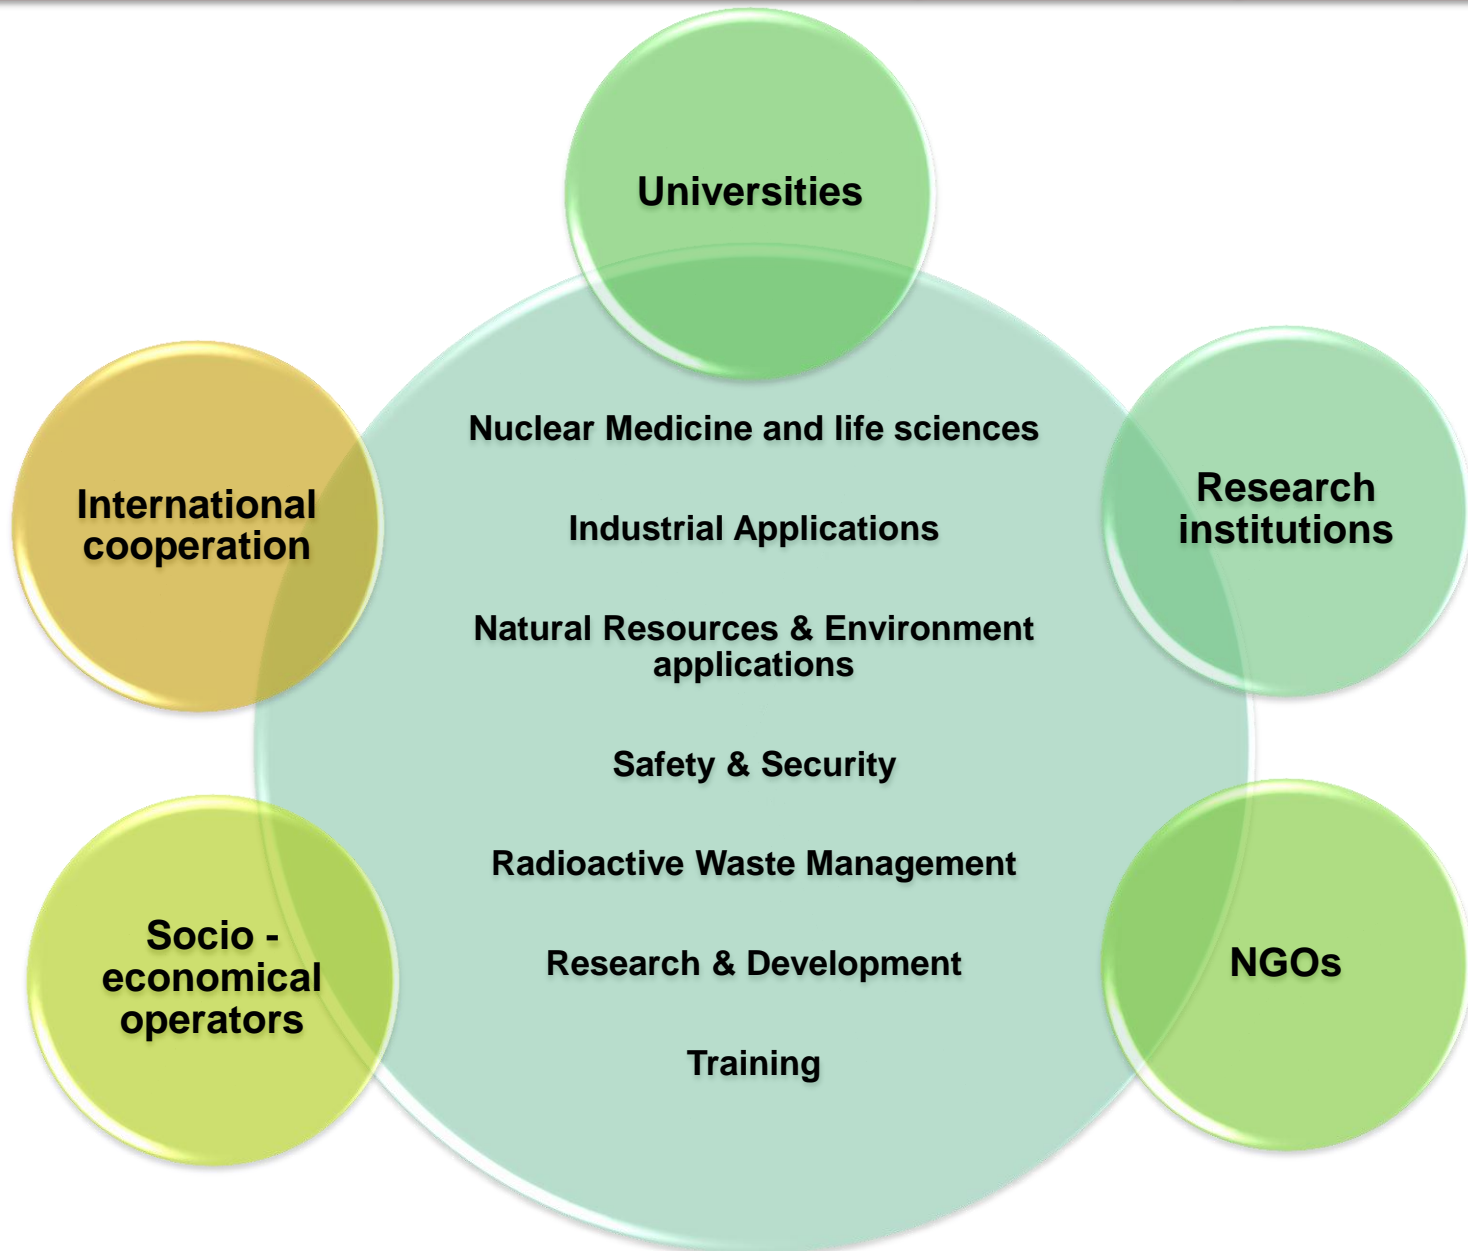 Universities
International
cooperation
Research
institutions
Nuclear Medicine and life sciences
Industrial Applications
Natural Resources & Environment
applications
Safety & Security
Radioactive Waste Management
Research & Development
Training
Socio -
economical
operators
NGOs